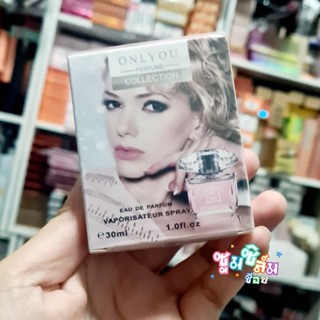 ONLYOU
PERFUME
COLLECTION
EAU DE PARFUM
VAPORISATEUR SPRAY
e30ml 1.0fl.oz